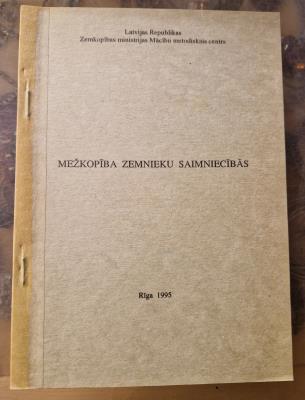 Latvijas Republikas
Zemkopības ministrijas Mācību metodiskais centrs
MEŽKOPĪBA ZEMNIEKU SAIMNIECĪBĀS
Rīga 1995